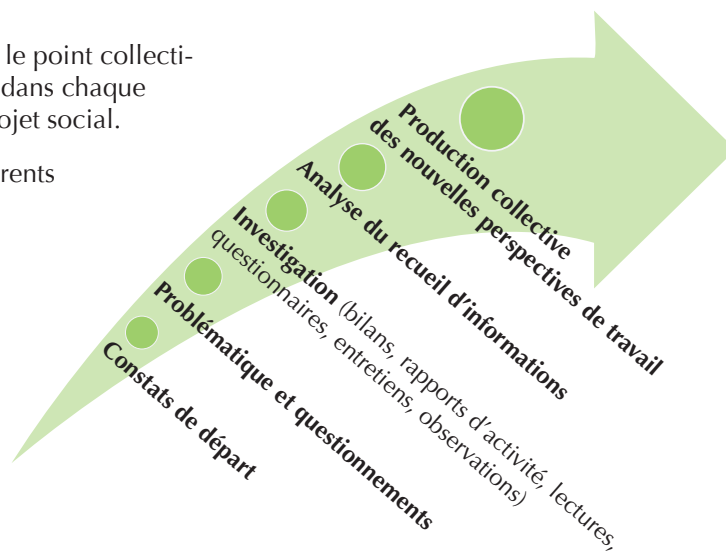 le point collecti-
dans chaque
ojet social.
rents
Production collective
des nouvelles perspectives de travail
Analyse du recueil d'informations
Investigation (bilans, rapports d'activité, lectures,
questionnaires, entretiens, observations)
Problématique et questionnements
Constats de départ